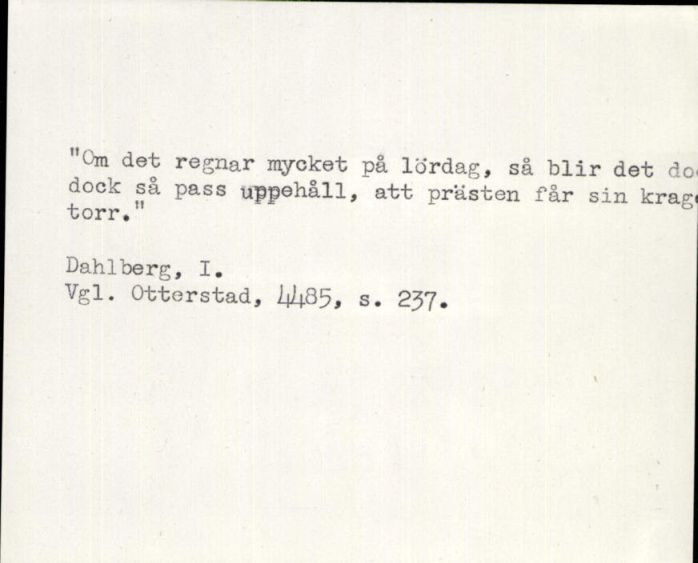 "Om det regnar mycket på lördag, så blir det do
dock så pass uppehåll, att prästen får sin krag
torr."
Dahlberg, I.
Vgl. Otterstad, 4485, s. 237.